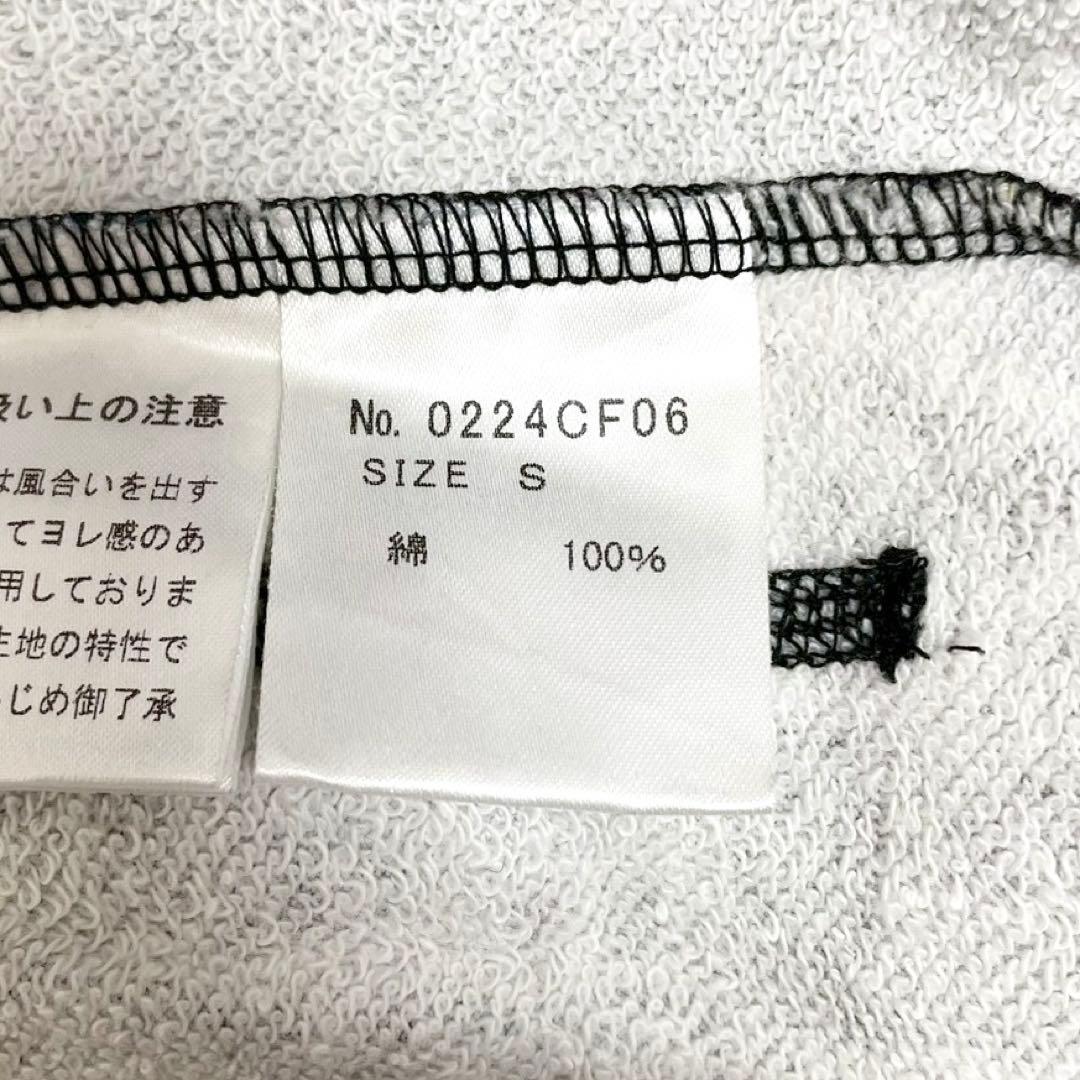 い上の注意
は風合いを出す
てヨレ感のあ
用しておりま
生地の特性で
じめ御了承
No. 0224CF06
SIZE S
綿 100%